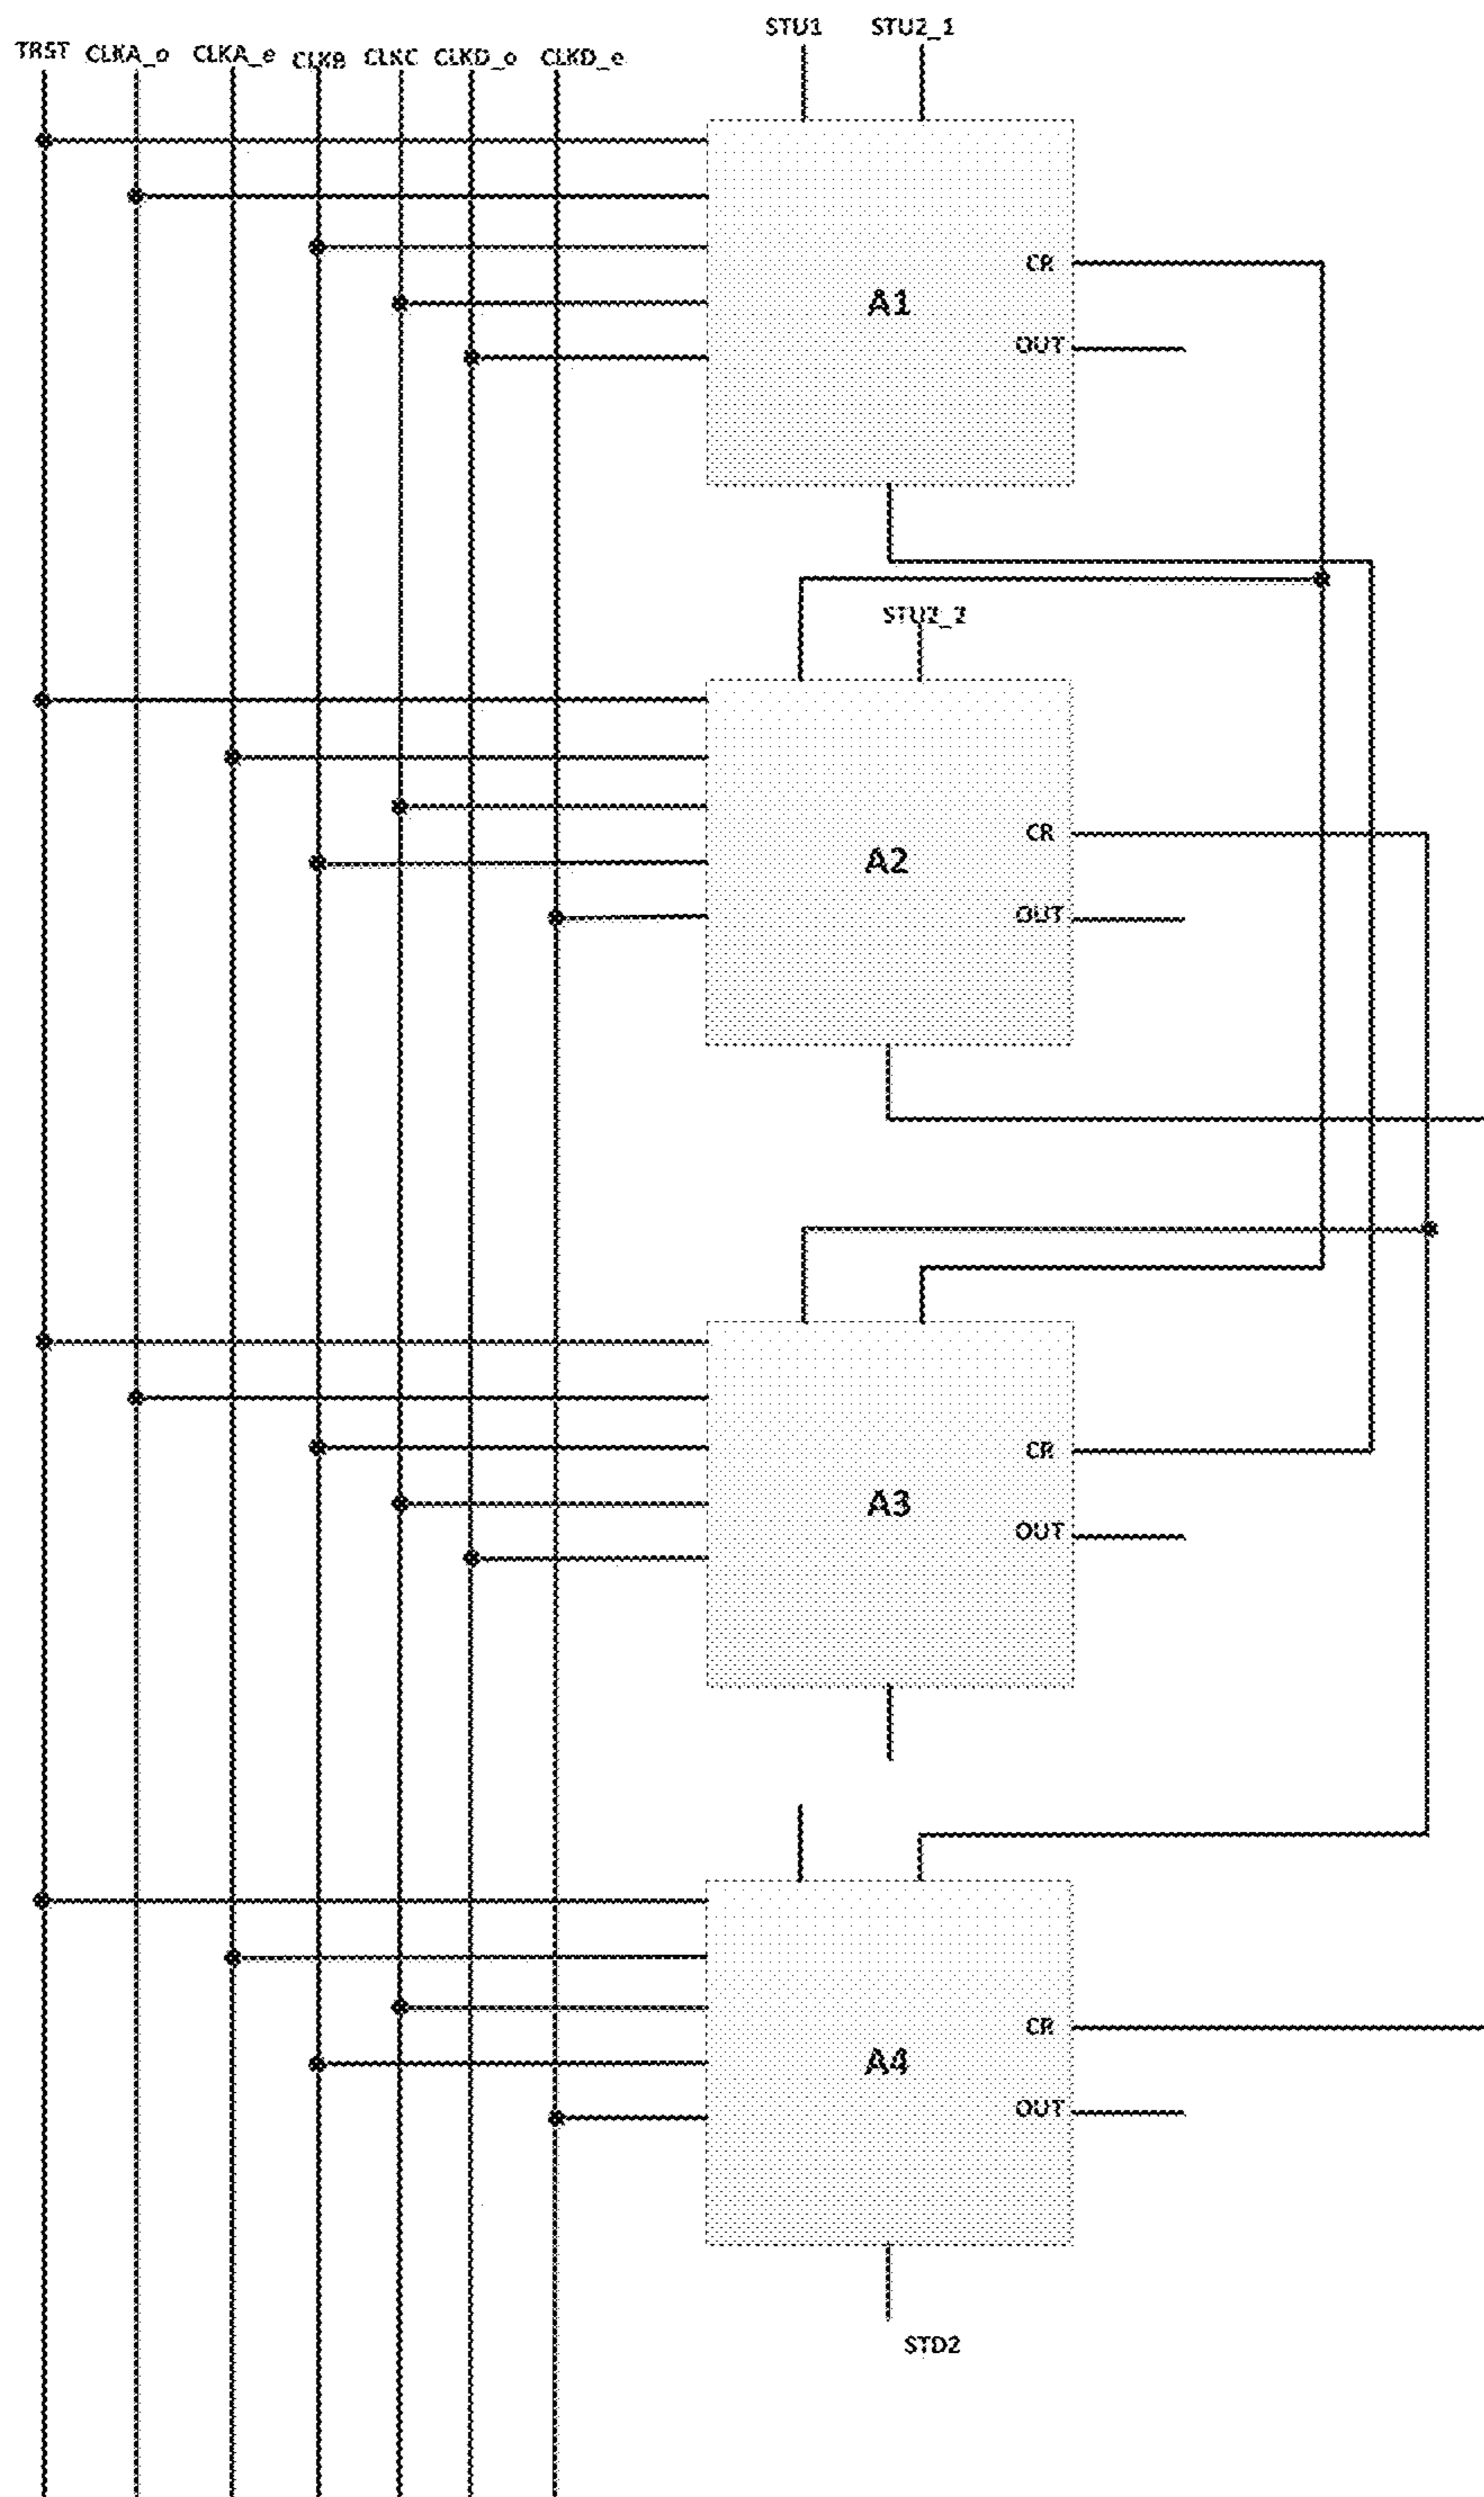 STU1 STU2_1
TRST CLKA_o CLKA_e CLKB CLKC CLKD_o CLKD_e
CR
A1
OUT
STU2_2
CR
A2
OUT
CR
A3
OUT
CR
A4
OUT
STD2